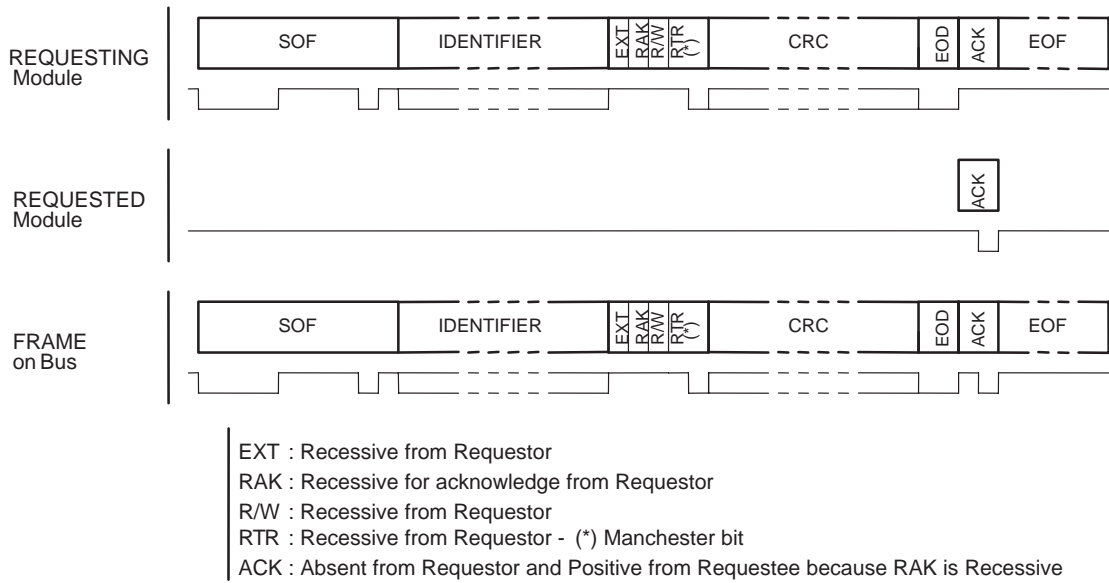 REQUESTING
Module
SOF IDENTIFIER EXT RAK R/W RTR (*) CRC EOD ACK EOF
REQUESTED
Module
ACK
FRAME
on Bus
SOF IDENTIFIER EXT RAK R/W RTR (*) CRC EOD ACK EOF
EXT : Recessive from Requestor
RAK : Recessive for acknowledge from Requestor
R/W : Recessive from Requestor
RTR : Recessive from Requestor - (*) Manchester bit
ACK : Absent from Requestor and Positive from Requestee because RAK is Recessive